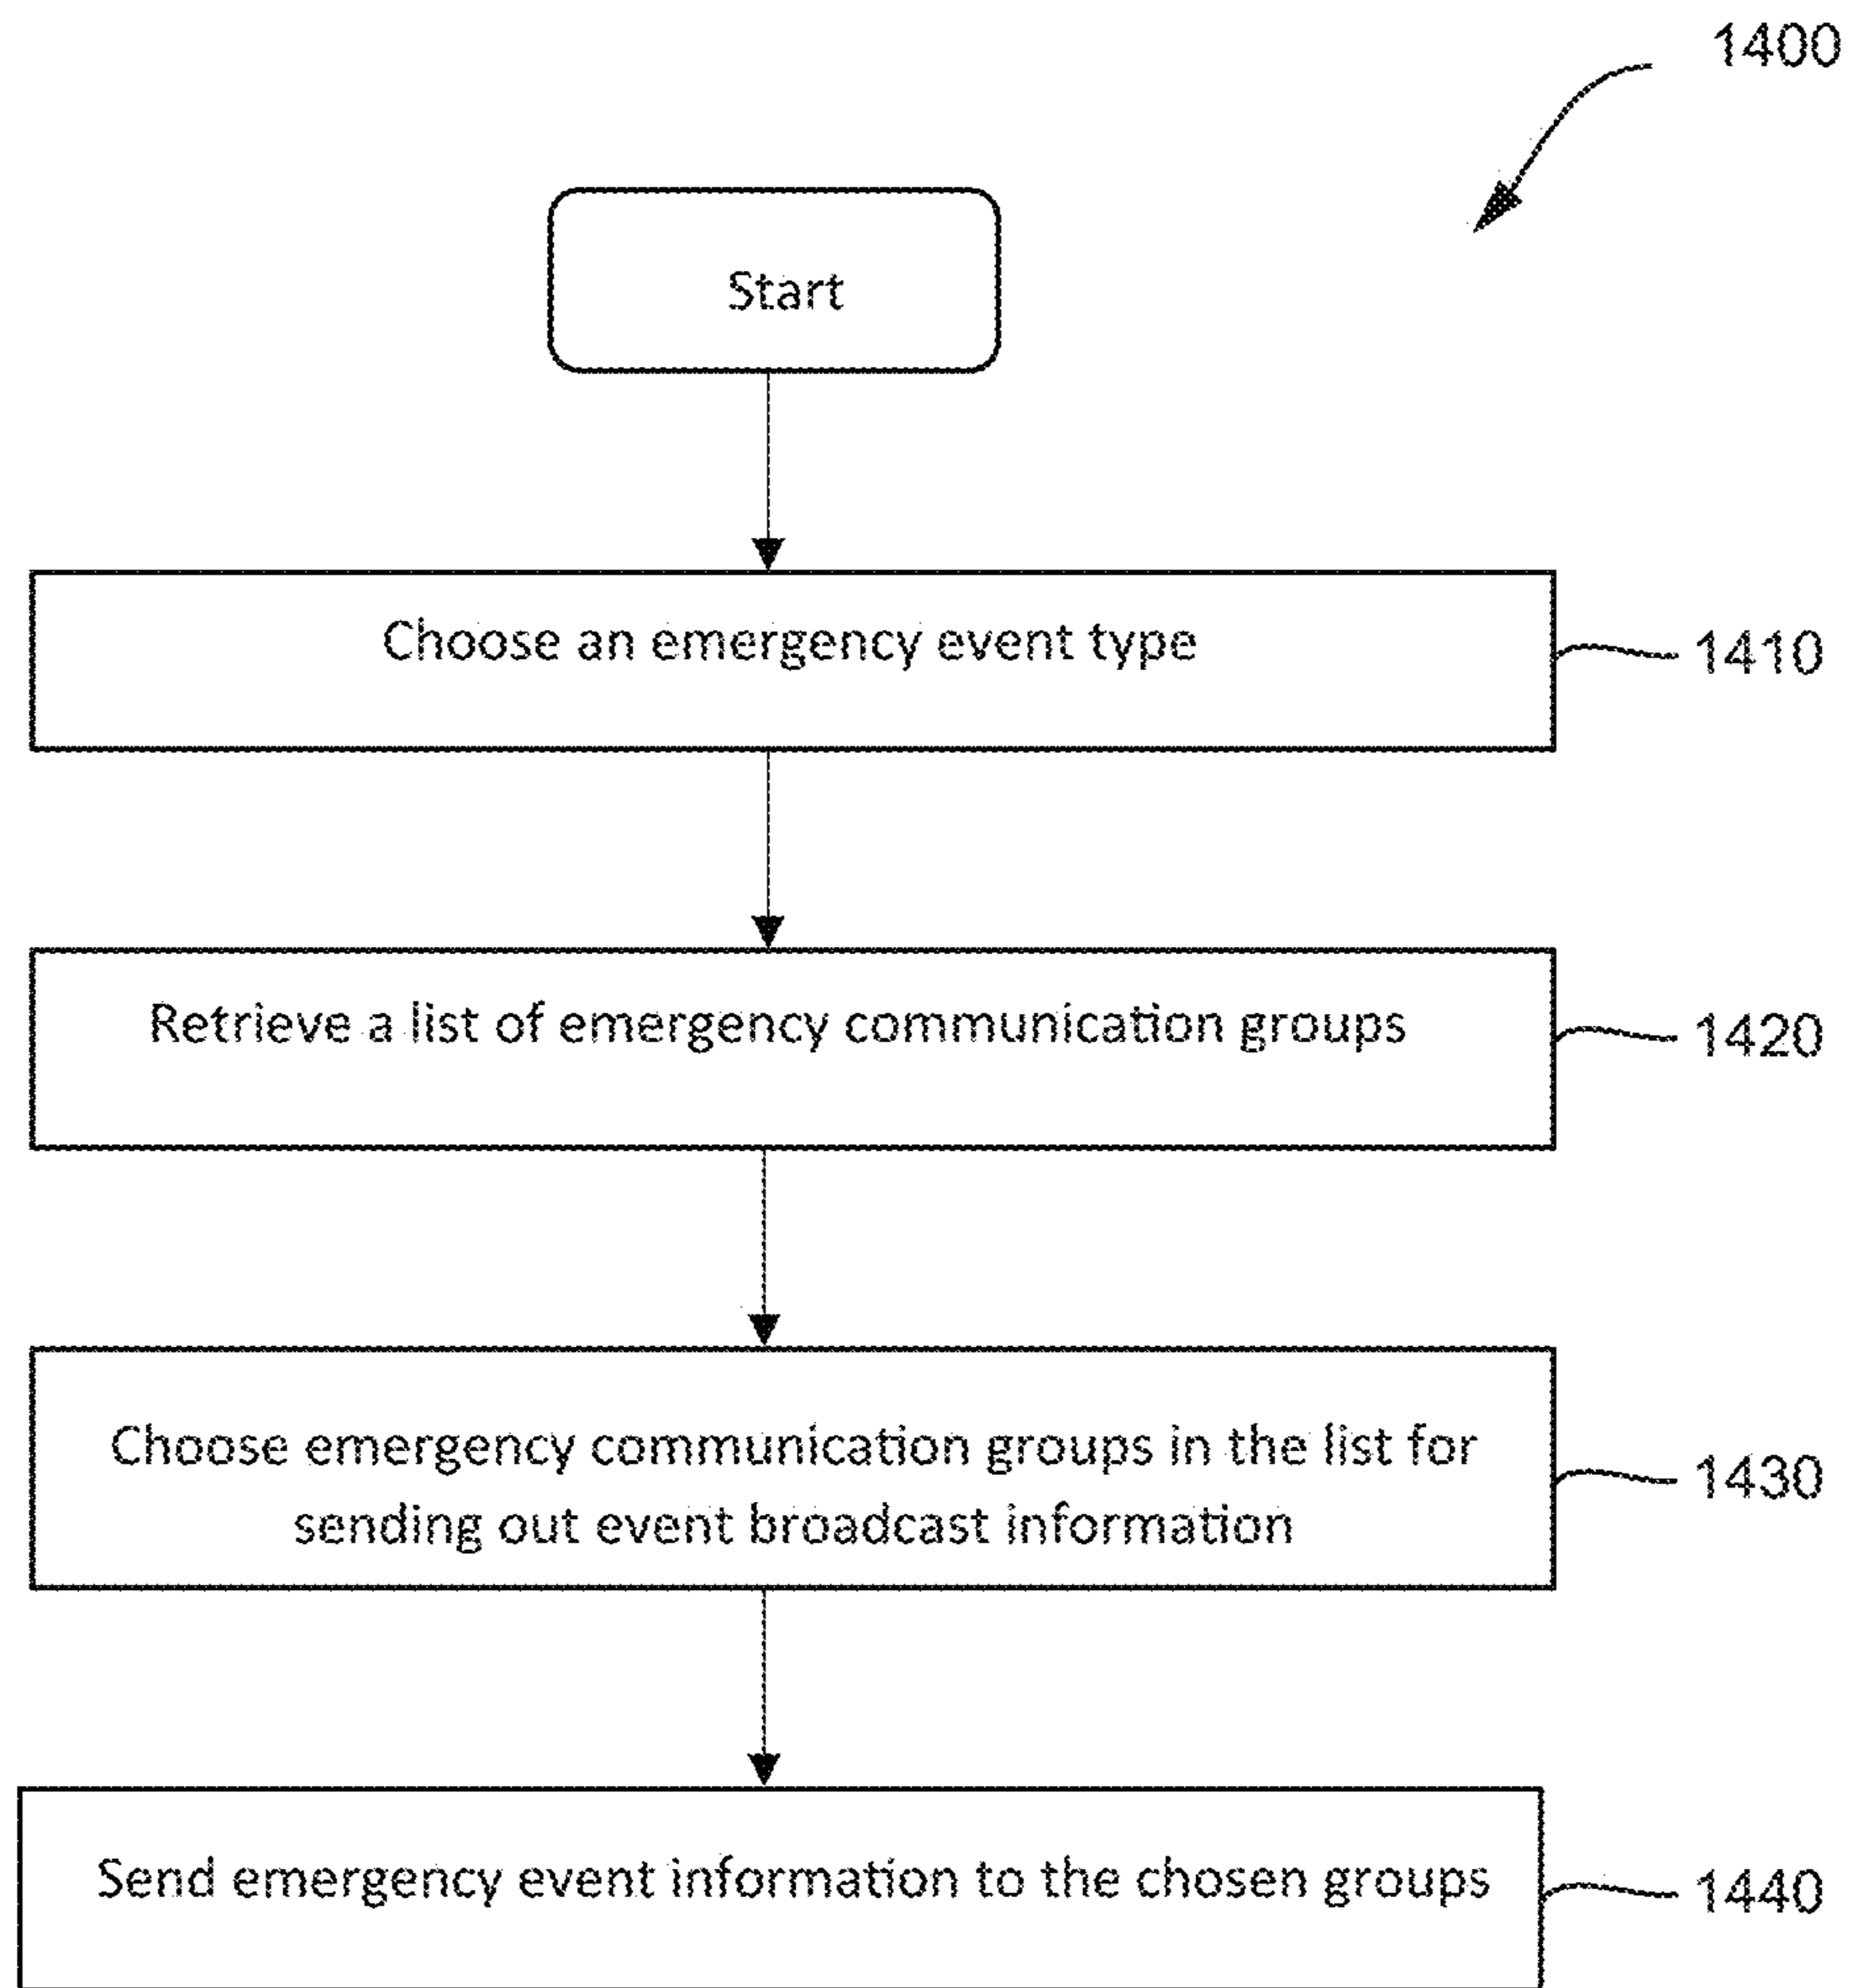 1400
Start
Choose an emergency event type
1410
Retrieve a list of emergency communication groups
1420
Choose emergency communication groups in the list for
sending out event broadcast information
1430
Send emergency event information to the chosen groups
1440